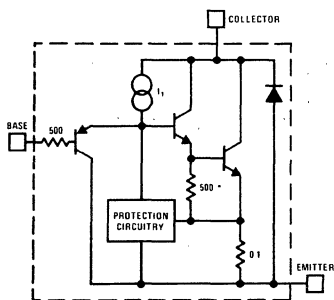 COLLECTOR
I1
BASE
500
500
PROTECTION
CIRCUITRY
0.1
EMITTER